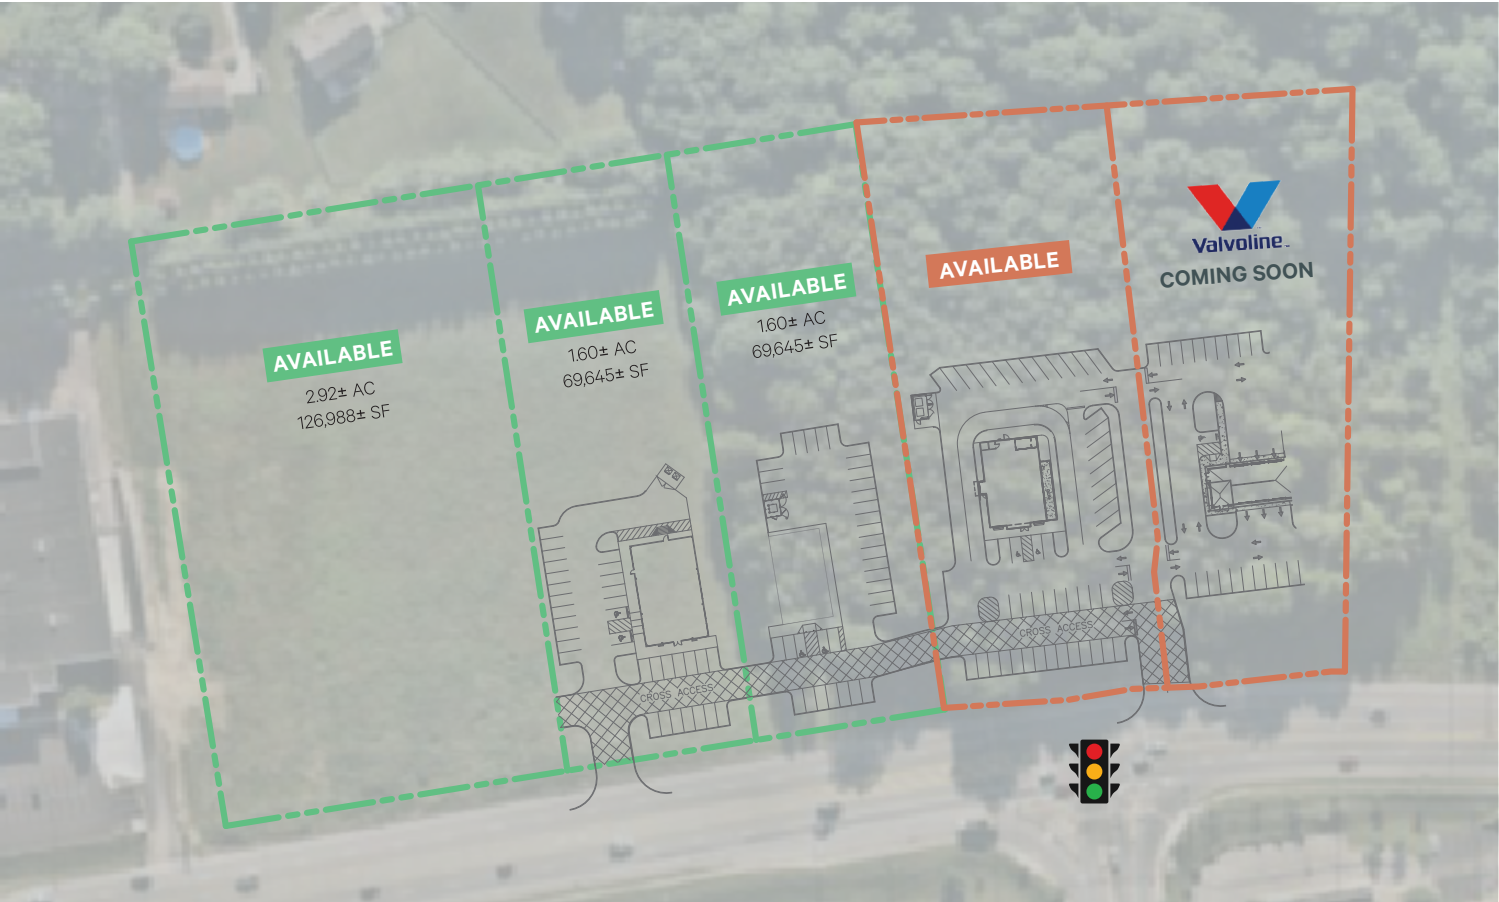 AVAILABLE
2.92± AC
126,988± SF
AVAILABLE
1.60± AC
69,645± SF
AVAILABLE
1.60± AC
69,645± SF
AVAILABLE
Valvoline™
COMING SOON
CROSS ACCESS
CROSS ACCESS